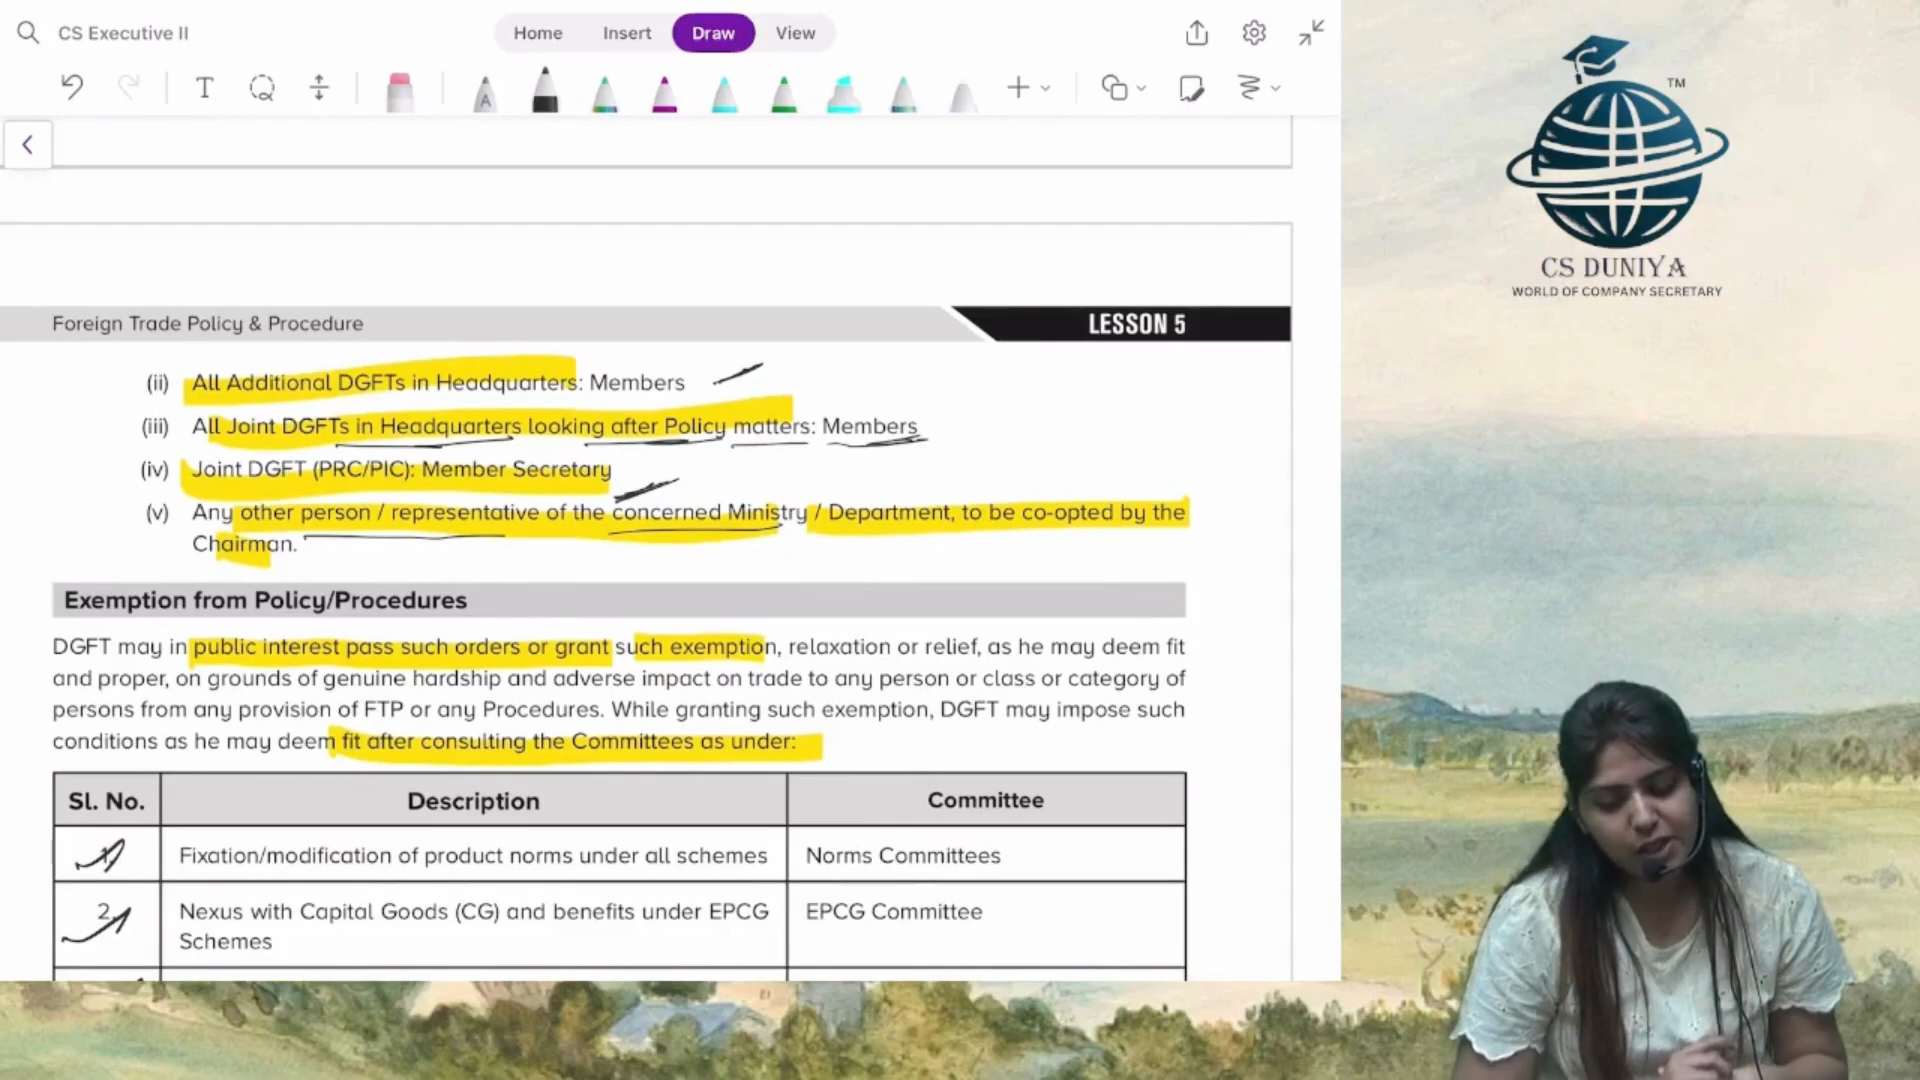 CS Executive II
Home Insert Draw View
T
A
TM
CS DUNIYA
WORLD OF COMPANY SECRETARY
Foreign Trade Policy & Procedure
LESSON 5
(ii) All Additional DGFTs in Headquarters: Members
(iii) All Joint DGFTs in Headquarters looking after Policy matters: Members
(iv) Joint DGFT (PRC/PIC): Member Secretary
(v) Any other person / representative of the concerned Ministry / Department, to be co-opted by the
Chairman.
Exemption from Policy/Procedures
DGFT may in public interest pass such orders or grant such exemption, relaxation or relief, as he may deem fit
and proper, on grounds of genuine hardship and adverse impact on trade to any person or class or category of
persons from any provision of FTP or any Procedures. While granting such exemption, DGFT may impose such
conditions as he may deem fit after consulting the Committees as under:
Sl. No. Description Committee
Fixation/modification of product norms under all schemes Norms Committees
2. Nexus with Capital Goods (CG) and benefits under EPCG EPCG Committee
Schemes